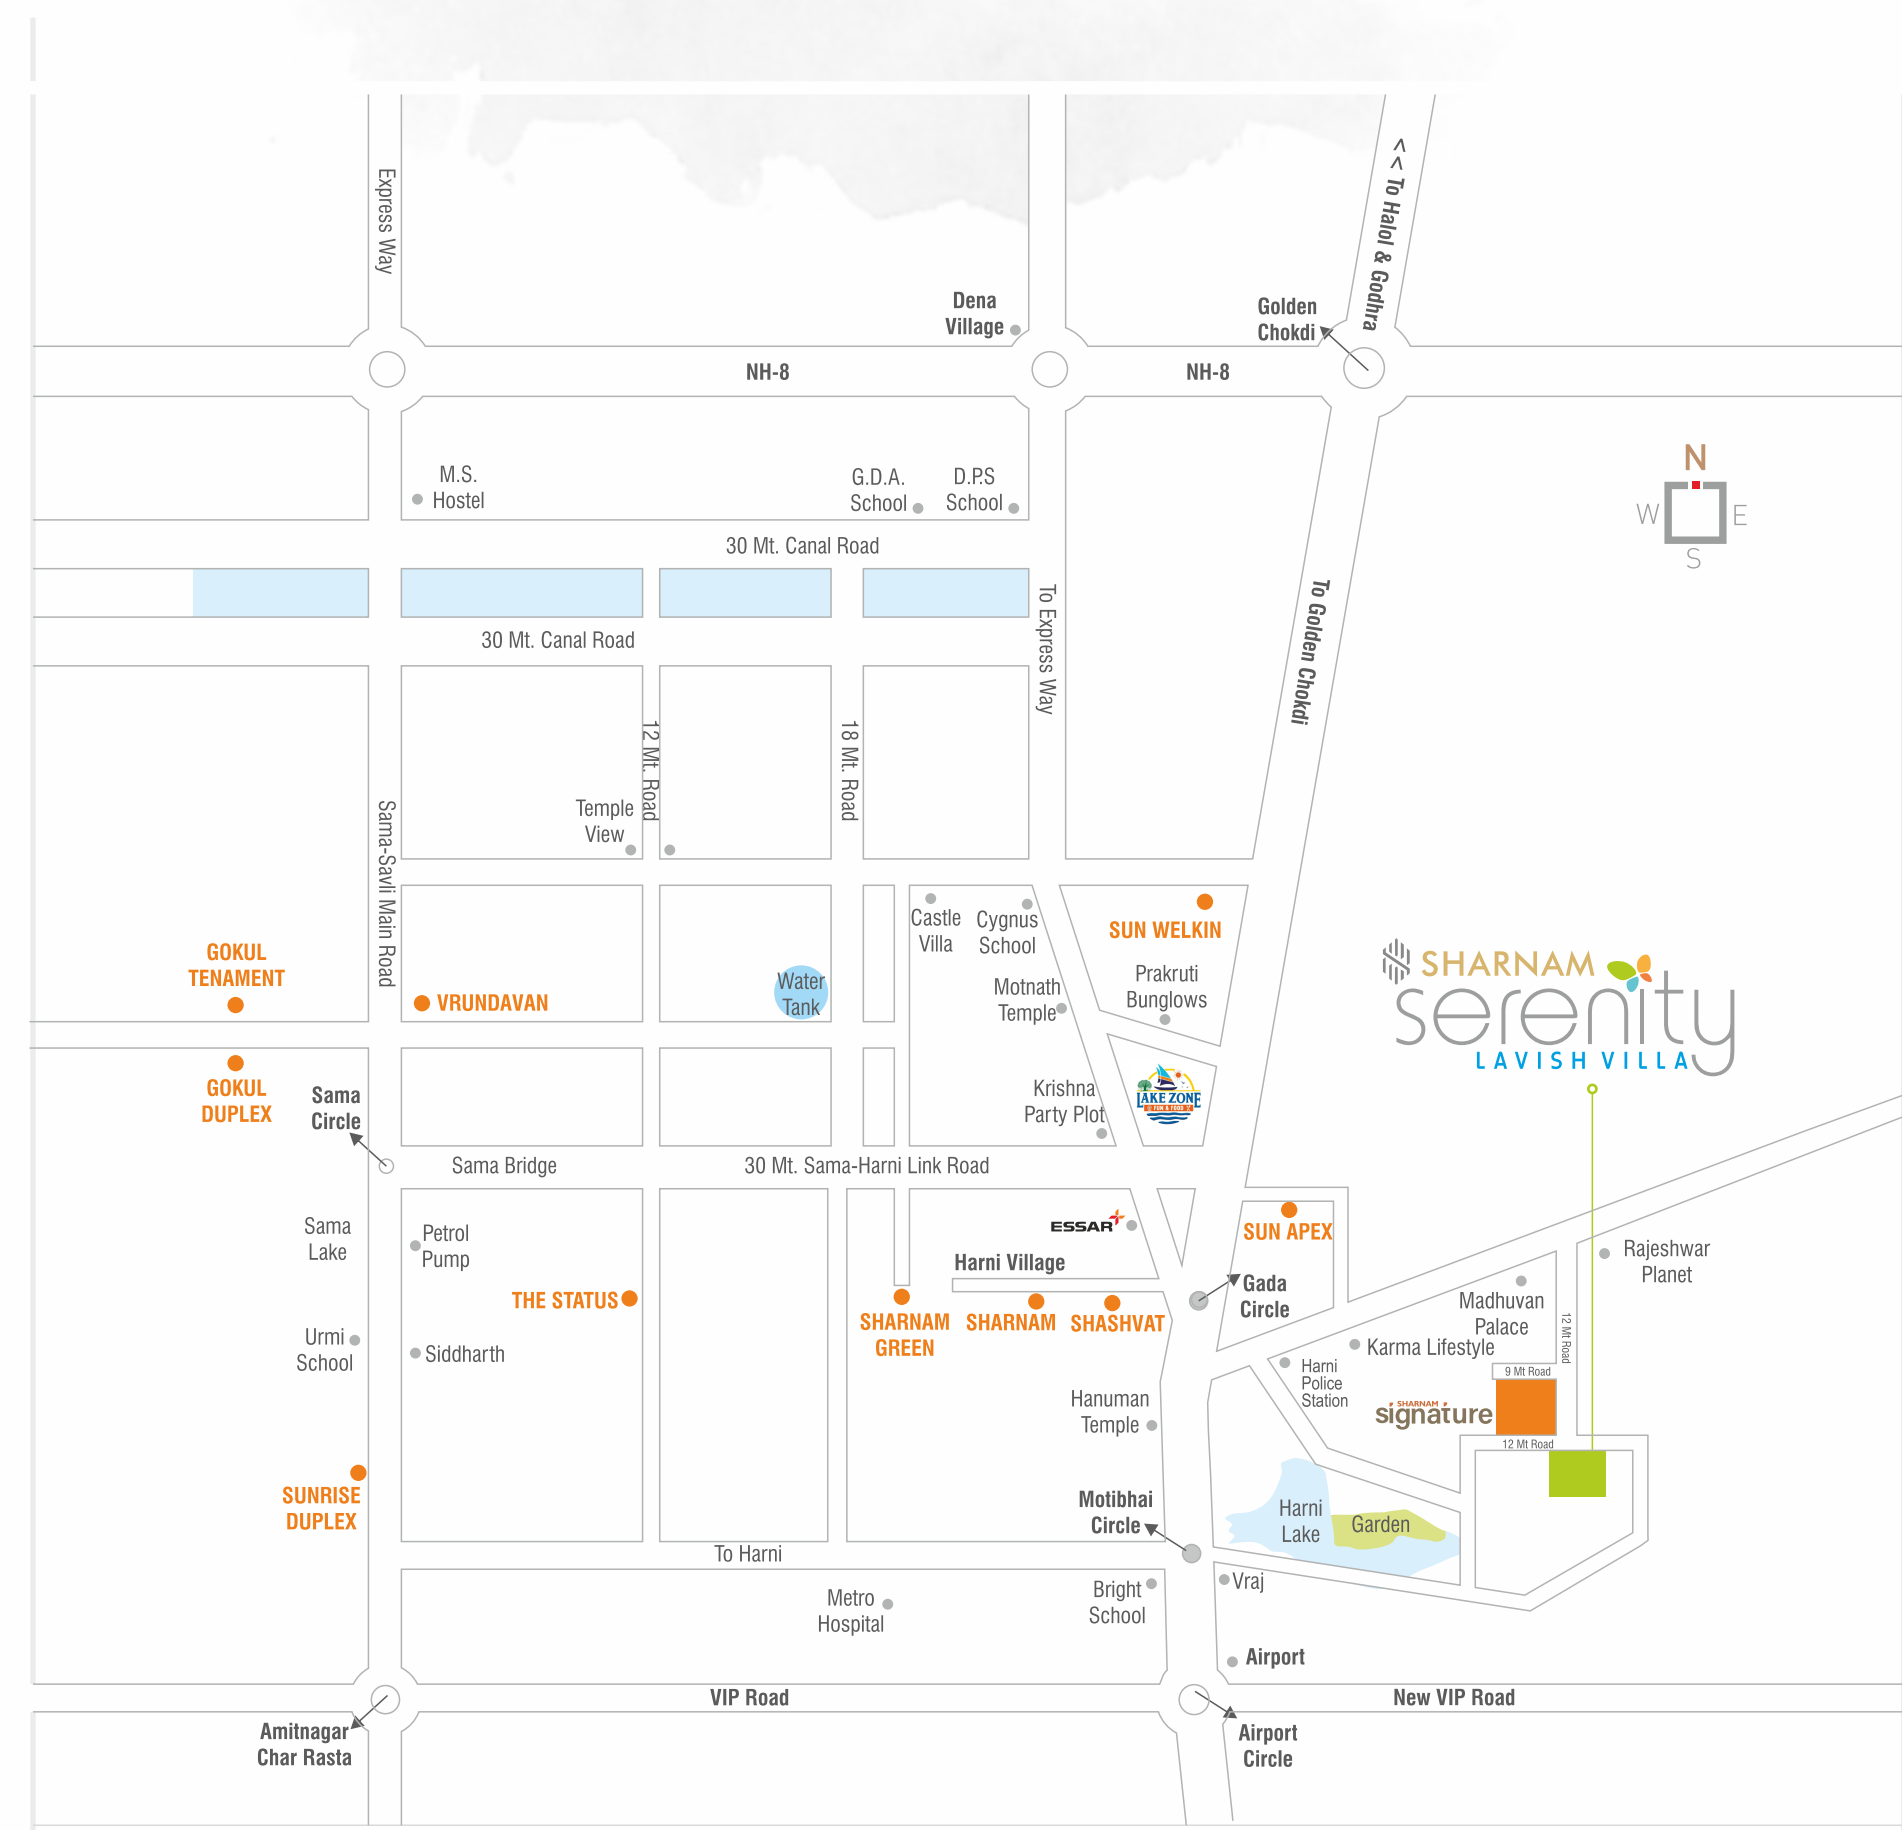 Express Way
<< To Halol & Godhra
Dena
Village
Golden
Chokdi
NH-8
NH-8
M.S.
Hostel
G.D.A.
School
D.P.S
School
N
W
E
S
30 Mt. Canal Road
30 Mt. Canal Road
To Express Way
To Golden Chokdi
12 Mt. Road
18 Mt. Road
Temple
View
Sama-Savli Main Road
Castle
Villa
Cygnus
School
SUN WELKIN
GOKUL
TENAMENT
VRUNDAVAN
Water
Tank
Motnath
Temple
Prakruti
Bunglows
SHARNAM
serenity
LAVISH VILLA
GOKUL
DUPLEX
Sama
Circle
Krishna
Party Plot
LAKE ZONE
FUN & FOOD
Sama Bridge
30 Mt. Sama-Harni Link Road
Sama
Lake
Petrol
Pump
ESSAR
SUN APEX
Harni Village
Gada
Circle
Rajeshwar
Planet
THE STATUS
SHARNAM
GREEN
SHARNAM
SHASHVAT
Madhuvan
Palace
12 Mt Road
Urmi
School
Siddharth
Karma Lifestyle
Harni
Police
Station
9 Mt Road
SHARNAM
signature
12 Mt Road
Hanuman
Temple
SUNRISE
DUPLEX
Motibhai
Circle
Harni
Lake
Garden
To Harni
Metro
Hospital
Bright
School
Vraj
Airport
VIP Road
New VIP Road
Amitnagar
Char Rasta
Airport
Circle